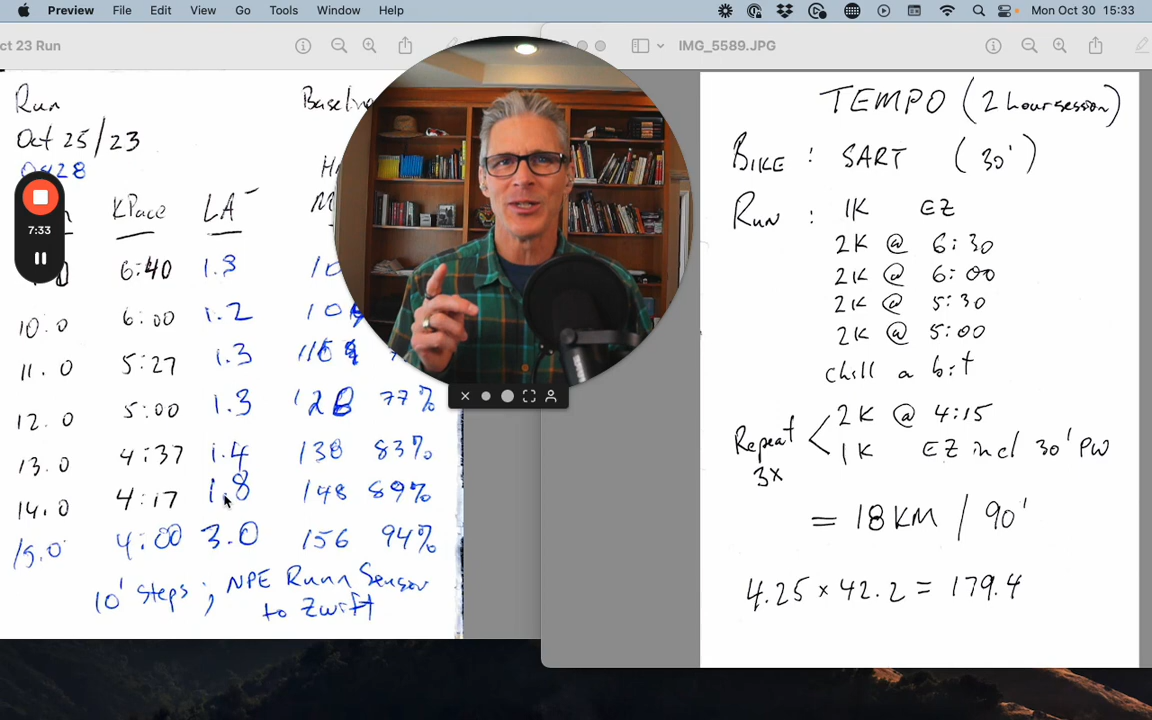 Preview File Edit View Go Tools Window Help Mon Oct 30 15:33
ct 23 Run
IMG_5589.JPG
Run Baselin
Oct 25/23
7:33
KPace LA-
6:40 1.3 10
10.0 6:00 1.2 10
11.0 5:27 1.3
12.0 5:00 1.3 128 77%
13.0 4:37 1.4 138 83%
14.0 4:17 1.8 148 89%
15.0 4:00 3.0 156 94%
10' steps; NPE Runn Sensor
to Zwift
TEMPO (2 hour session)
BIKE : SART (30')
RUN : 1K EZ
2K @ 6:30
2K @ 6:00
2K @ 5:30
2K @ 5:00
chill a bit
Repeat 3x
2K @ 4:15
1K EZ incl 30' PW
= 18KM / 90'
4.25 x 42.2 = 179.4